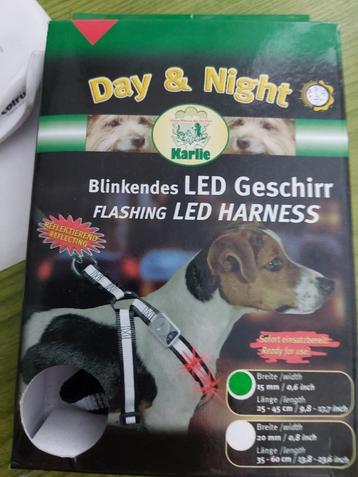 Day & Night
Karlie
Blinkendes LED Geschirr
FLASHING LED HARNESS
REFLEKTIEREND
REFLECTING
Sofort einsatzbereit
Ready for use
Breite /width
15 mm / 0,6 inch
Länge /length
25 - 45 cm / 9,8 - 17,7 inch
Breite /width
20 mm / 0,8 inch
Länge /length
35 - 60 cm / 13,8 - 23,6 inch